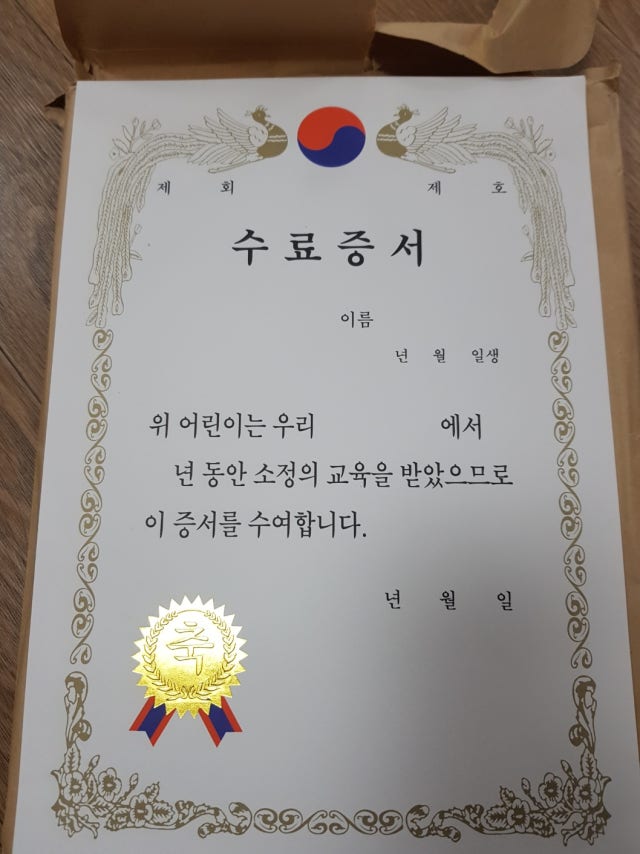 제 회 제 호
수료증서
이름
년 월 일생
위 어린이는 우리 에서
년 동안 소정의 교육을 받았으므로
이 증서를 수여합니다.
년 월 일
축